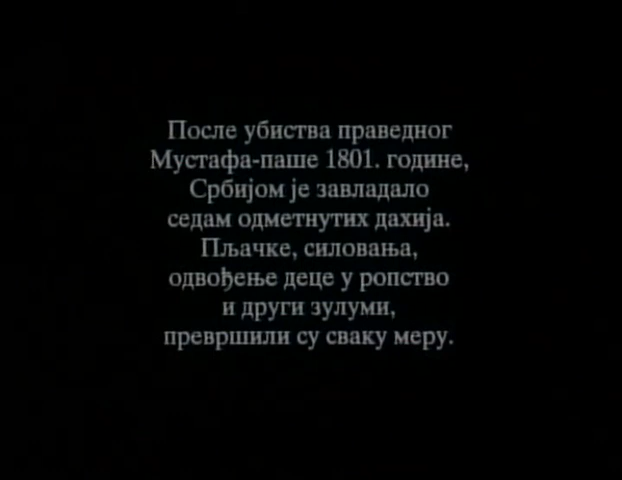 После убиства праведног
Мустафа-паше 1801. године,
Србијом је завладало
седам одметнутих дахија.
Пљачке, силовања,
одвођење деце у ропство
и други зулуми,
превршили су сваку меру.